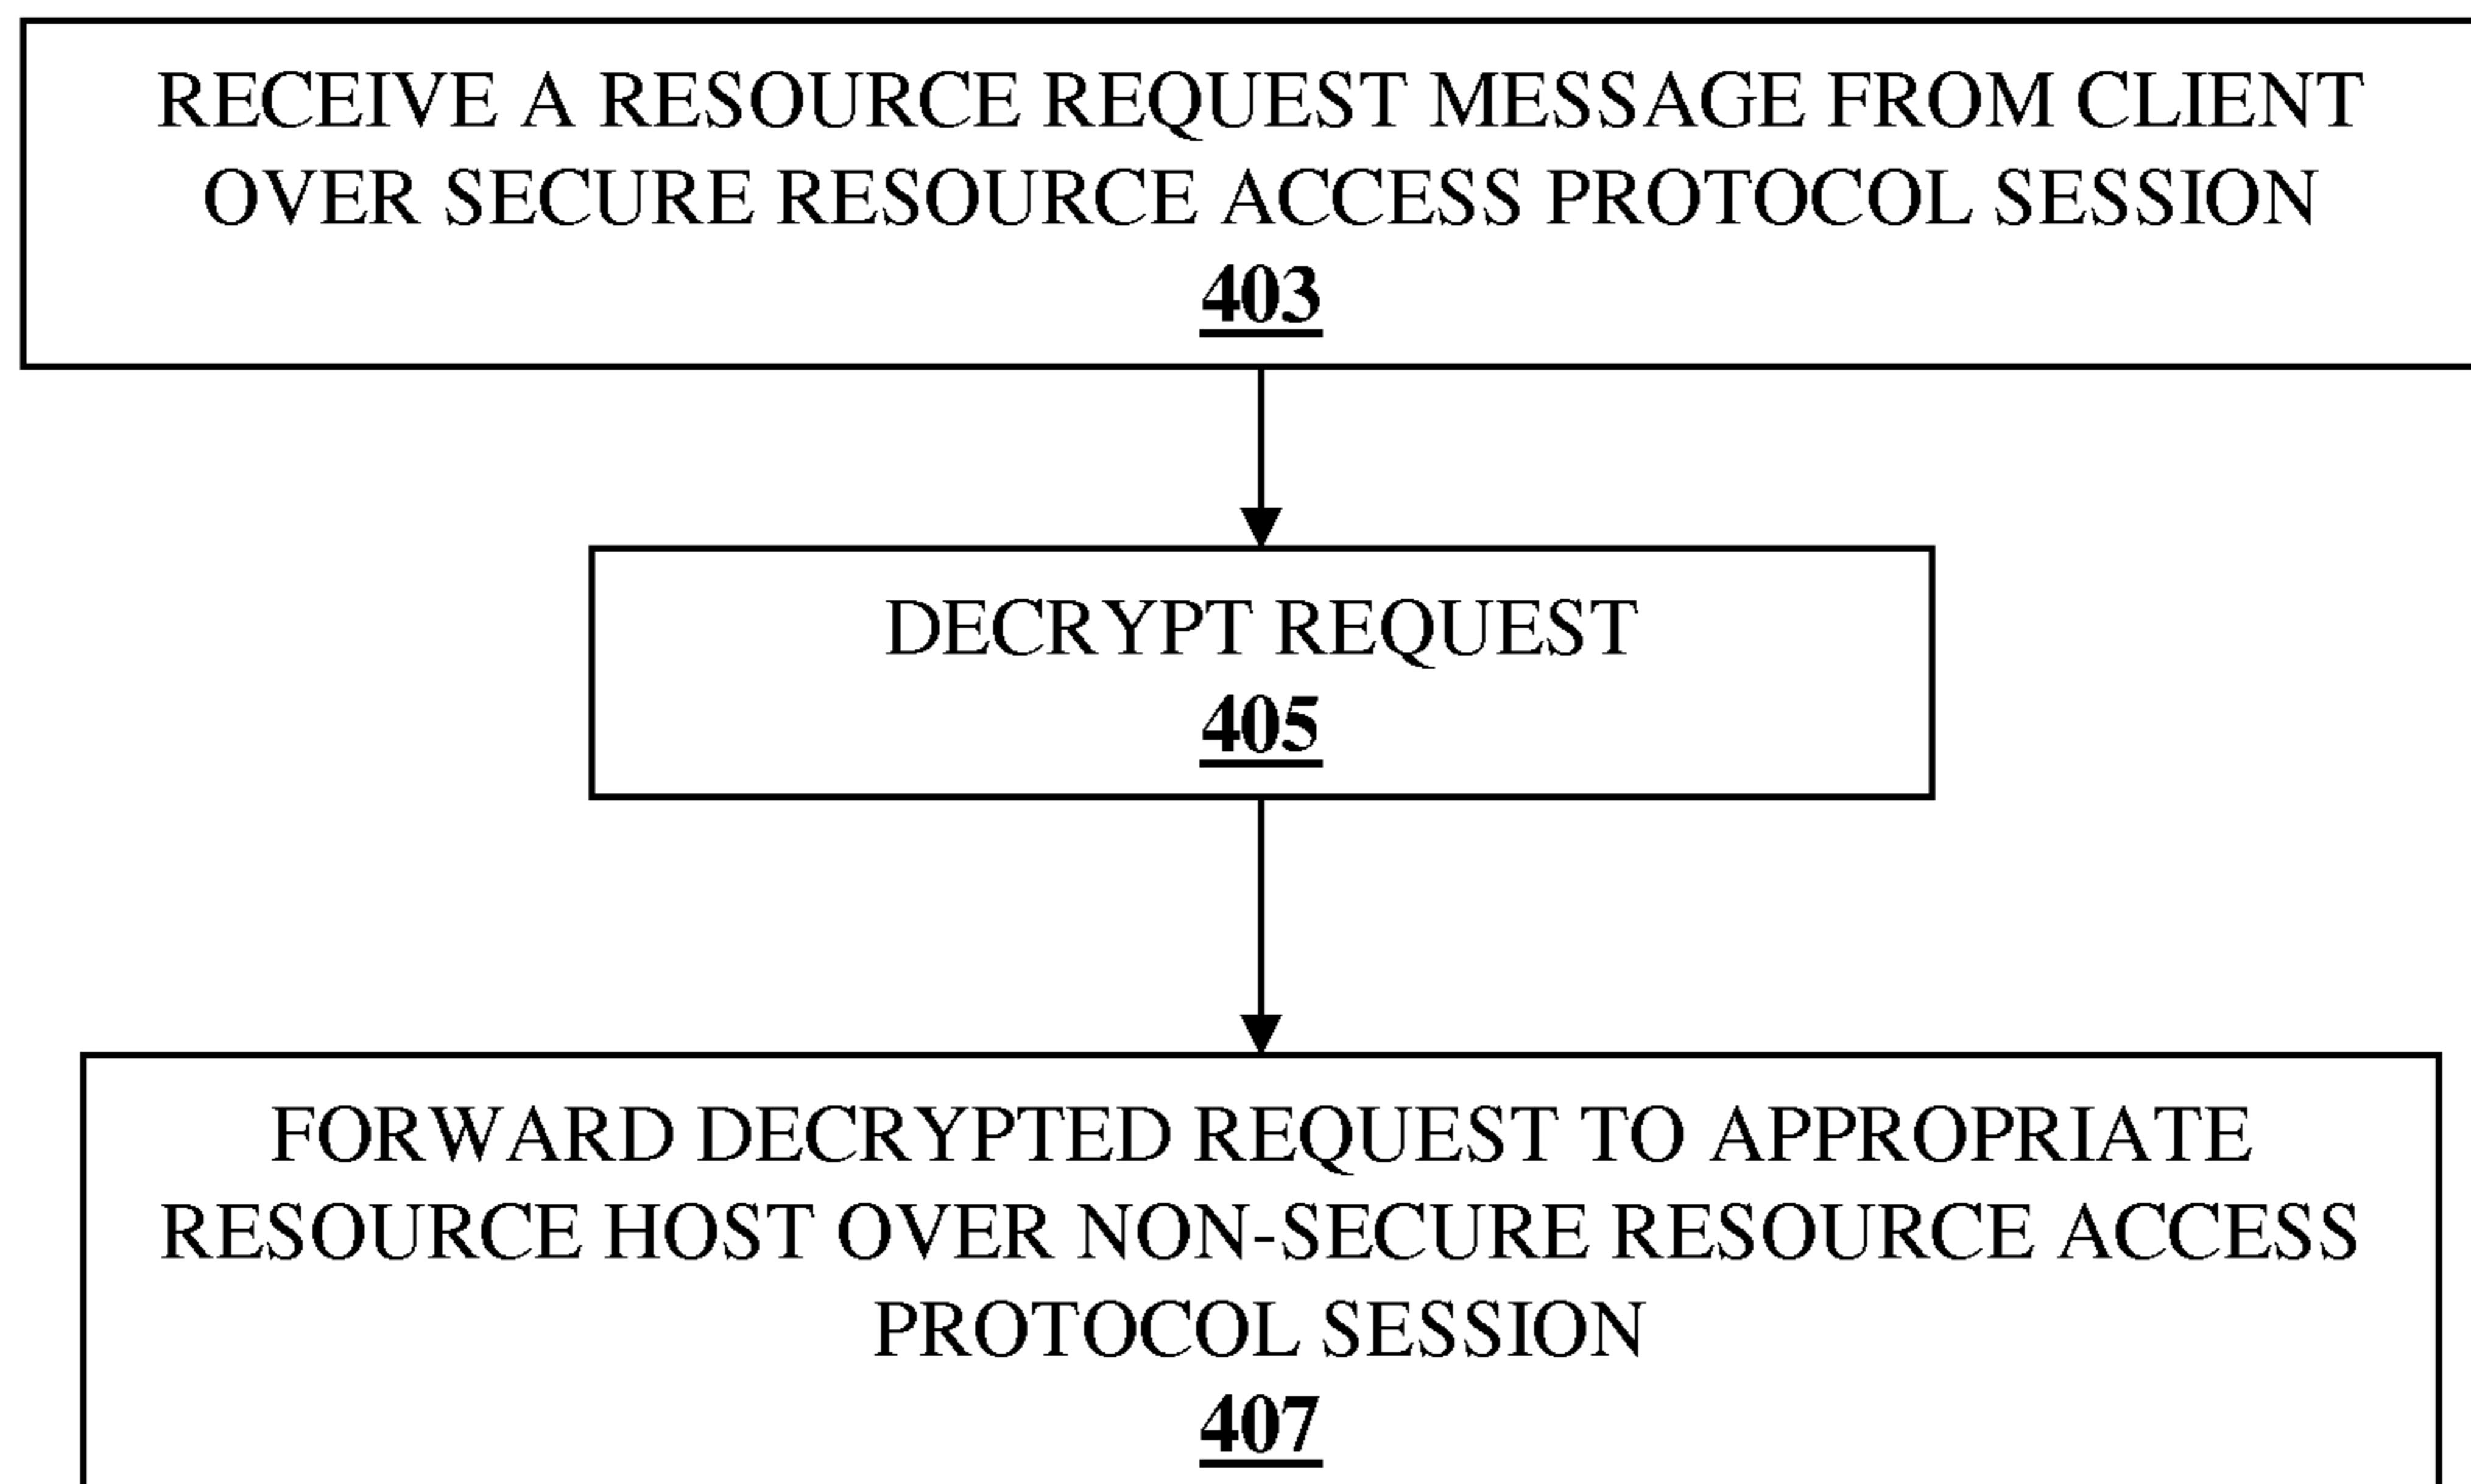 RECEIVE A RESOURCE REQUEST MESSAGE FROM CLIENT
OVER SECURE RESOURCE ACCESS PROTOCOL SESSION
403
DECRYPT REQUEST
405
FORWARD DECRYPTED REQUEST TO APPROPRIATE
RESOURCE HOST OVER NON-SECURE RESOURCE ACCESS
PROTOCOL SESSION
407